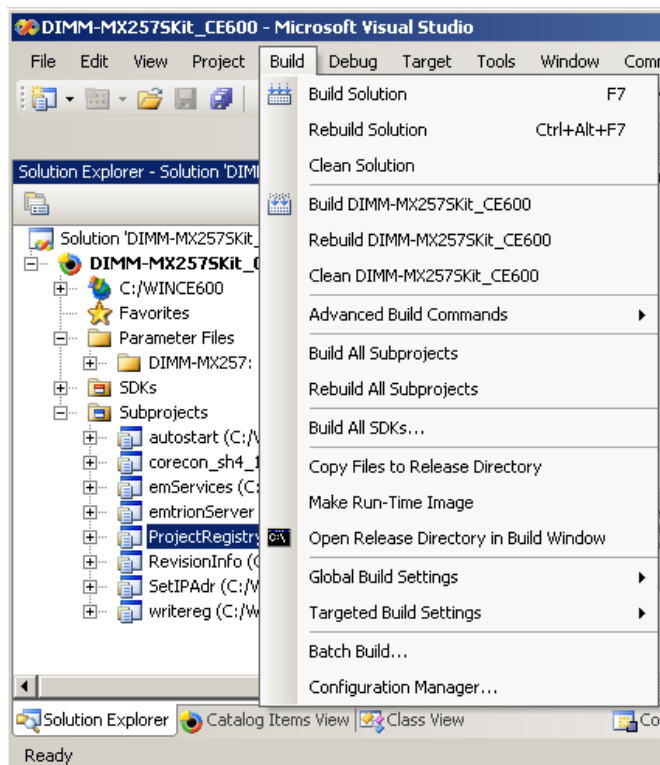 DIMM-MX257SKit_CE600 - Microsoft Visual Studio
File Edit View Project Build Debug Target Tools Window Comm
Build Solution F7
Rebuild Solution Ctrl+Alt+F7
Clean Solution
Build DIMM-MX257SKit_CE600
Rebuild DIMM-MX257SKit_CE600
Clean DIMM-MX257SKit_CE600
Advanced Build Commands
Build All Subprojects
Rebuild All Subprojects
Build All SDKs...
Copy Files to Release Directory
Make Run-Time Image
Open Release Directory in Build Window
Global Build Settings
Targeted Build Settings
Batch Build...
Configuration Manager...
Solution Explorer - Solution 'DIM
Solution 'DIMM-MX257SKit_
DIMM-MX257SKit_
C:/WINCE600
Favorites
Parameter Files
DIMM-MX257:
SDKs
Subprojects
autostart (C:/
corecon_sh4_1
emServices (C:
emtrionServer
ProjectRegistry
RevisionInfo (
SetIPAdr (C:/W
writereg (C:/W
Solution Explorer Catalog Items View Class View Co
Ready